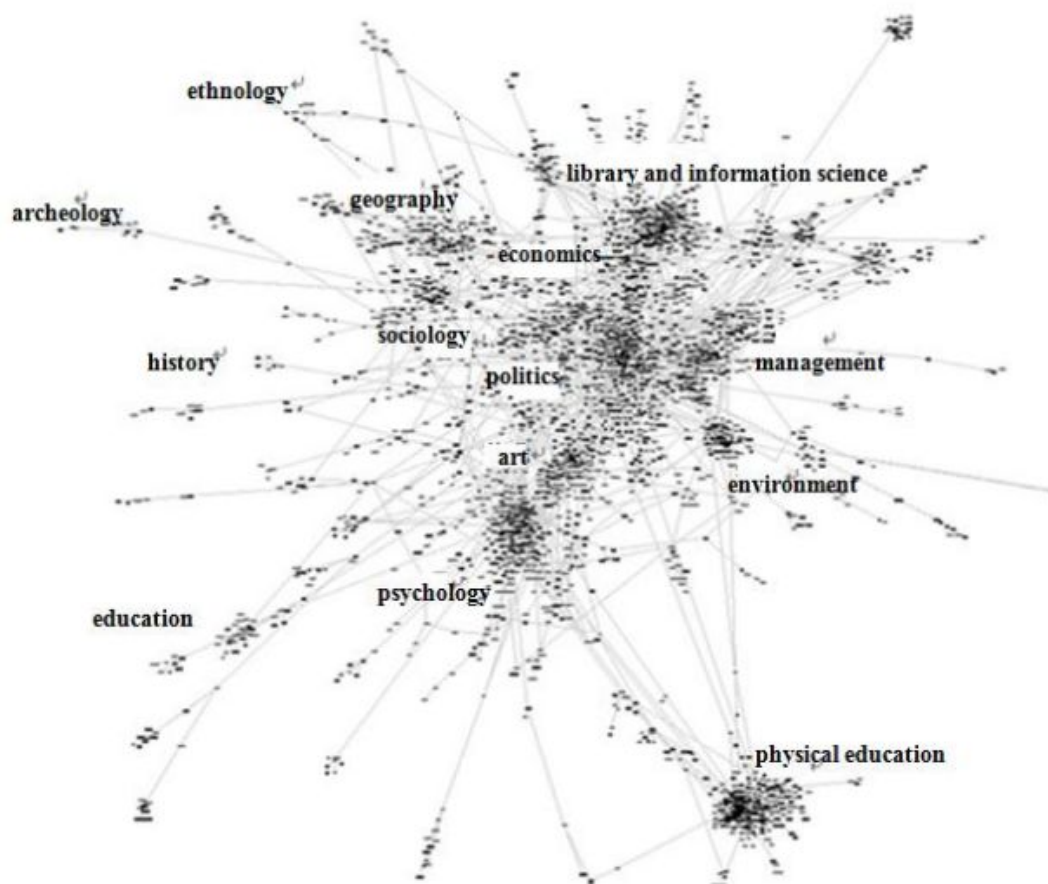 ethnology
library and information science
geography
archeology
economics
sociology
history
management
politics
art
environment
psychology
education
physical education